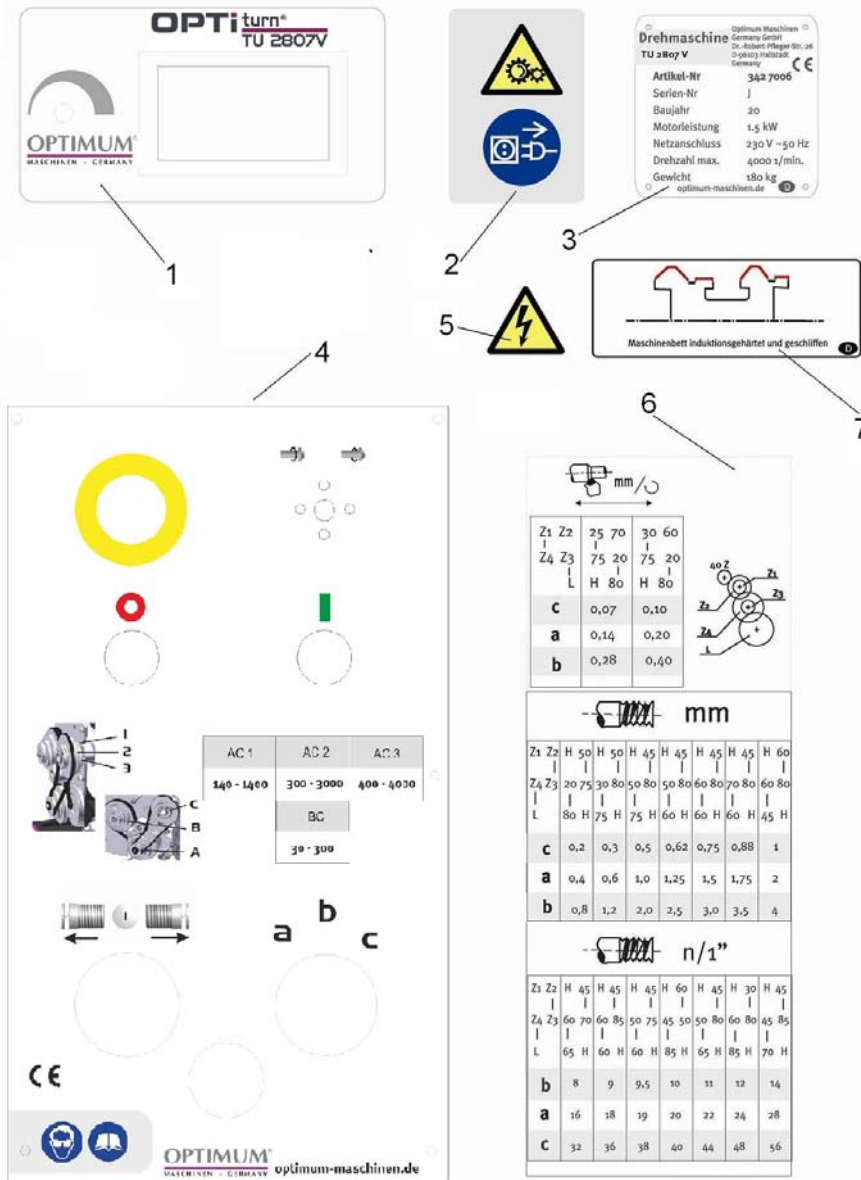 OPTi turn®
TU 2807V
OPTIMUM®
MASCHINEN - GERMANY
1
2
Drehmaschine
TU 2807 V
Optimum Maschinen
Germany GmbH
Dr.-Robert-Pfleger-Str. 26
D-96103 Hallstadt
Germany
CE
Artikel-Nr 342 7006
Serien-Nr J
Baujahr 20
Motorleistung 1.5 kW
Netzanschluss 230 V ~50 Hz
Drehzahl max. 4000 1/min.
Gewicht 180 kg
optimum-maschinen.de D
3
5
Maschinenbett induktionsgehärtet und geschliffen D
7
4
1
2
3
C
B
A
AC 1 AC 2 AC 3
140 - 1400 300 - 3000 400 - 4000
BC
30 - 300
a b c
CE
OPTIMUM®
MASCHINEN - GERMANY optimum-maschinen.de
6
mm/
Z1 Z2 25 70 30 60
Z4 Z3 75 20 75 20
L H 80 H 80
c 0,07 0,10
a 0,14 0,20
b 0,28 0,40
40 Z
Z1
Z2
Z3
Z4
L
mm
Z1 Z2 H 50 H 50 H 45 H 45 H 45 H 45 H 60
Z4 Z3 20 75 30 80 50 80 50 80 60 80 70 80 60 80
L 80 H 75 H 75 H 60 H 60 H 60 H 45 H
c 0,2 0,3 0,5 0,62 0,75 0,88 1
a 0,4 0,6 1,0 1,25 1,5 1,75 2
b 0,8 1,2 2,0 2,5 3,0 3,5 4
n/1"
Z1 Z2 H 45 H 45 H 45 H 60 H 45 H 30 H 45
Z4 Z3 60 70 60 85 50 75 45 50 50 80 60 80 45 85
L 65 H 60 H 60 H 85 H 65 H 85 H 70 H
b 8 9 9,5 10 11 12 14
a 16 18 19 20 22 24 28
c 32 36 38 40 44 48 56